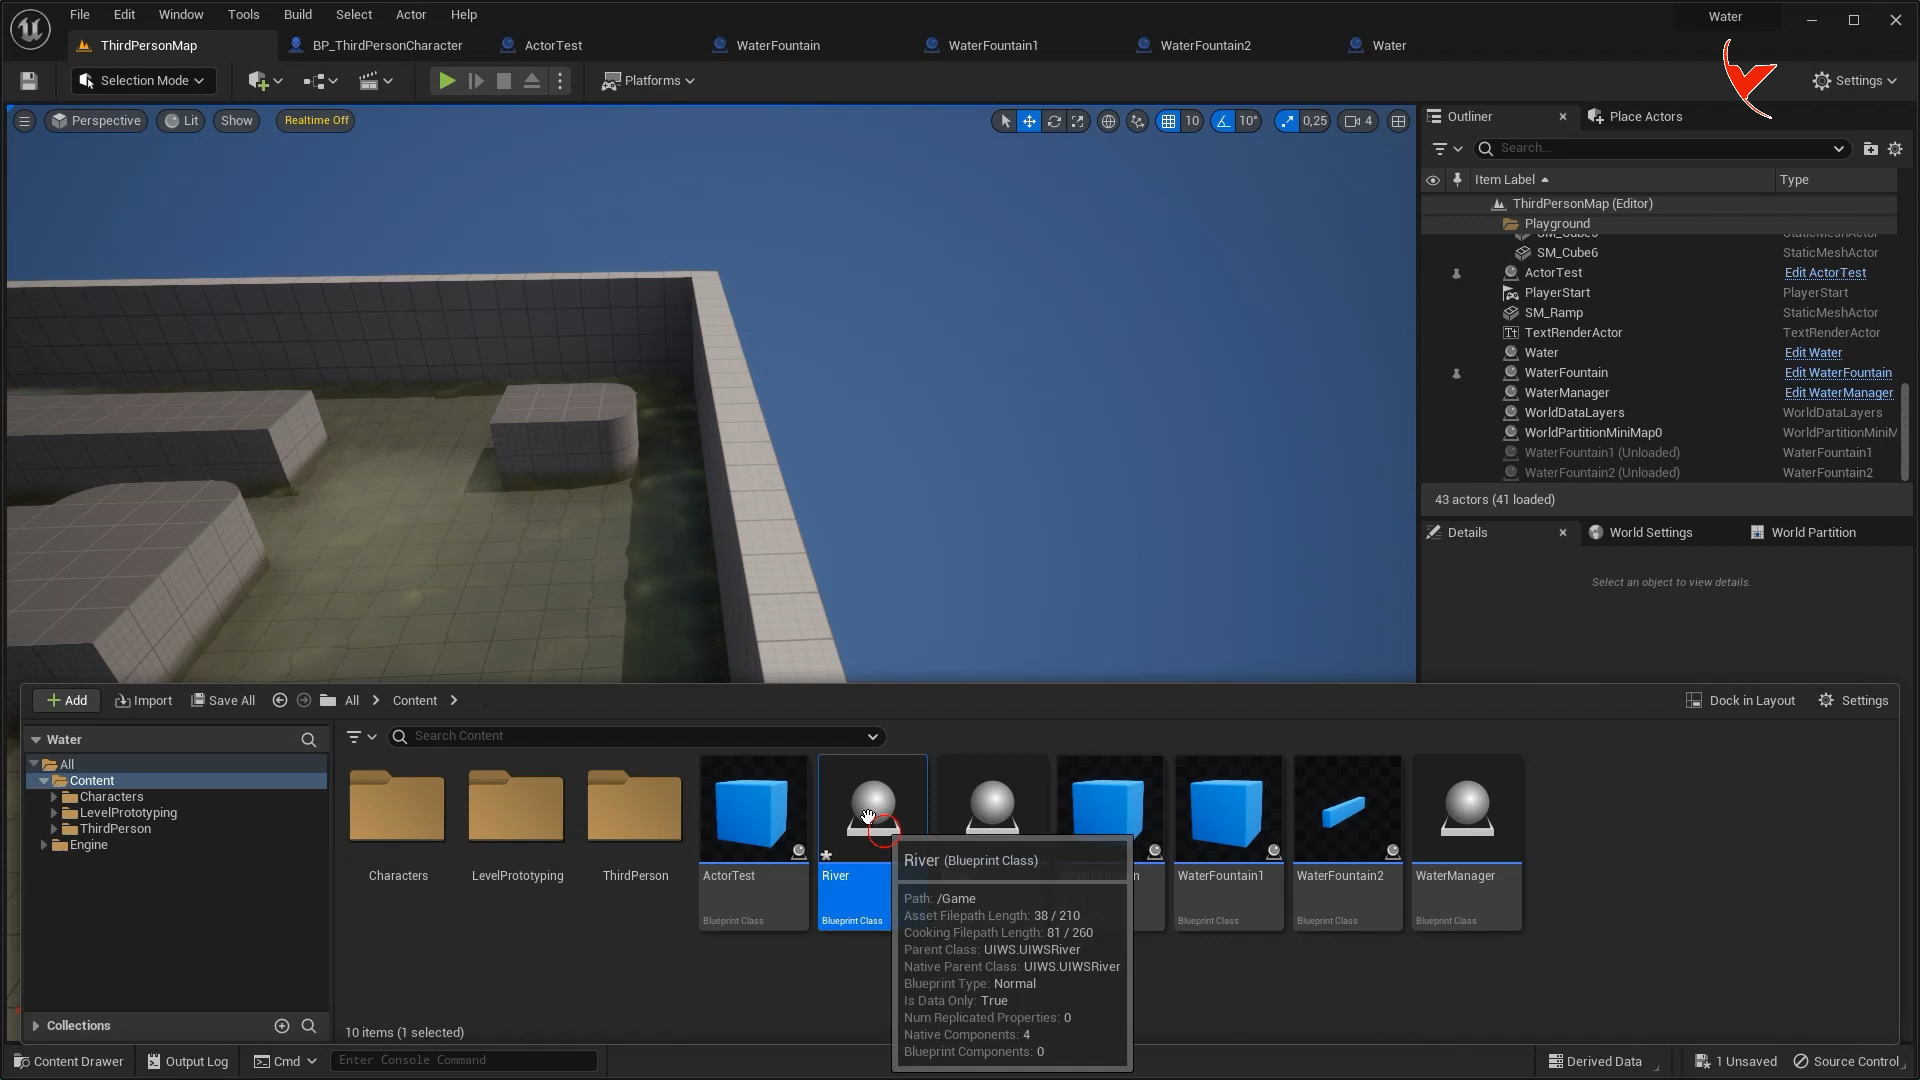 File Edit Window Tools Build Select Actor Help Water
ThirdPersonMap BP_ThirdPersonCharacter ActorTest WaterFountain WaterFountain1 WaterFountain2 Water
Selection Mode Platforms Settings
Perspective Lit Show Realtime Off 10 10° 0,25 4
Outliner Place Actors
Search...
Item Label Type
ThirdPersonMap (Editor)
Playground
SM_Cube6 StaticMeshActor
ActorTest Edit ActorTest
PlayerStart PlayerStart
SM_Ramp StaticMeshActor
Tt TextRenderActor TextRenderActor
Water Edit Water
WaterFountain Edit WaterFountain
WaterManager Edit WaterManager
WorldDataLayers WorldDataLayers
WorldPartitionMiniMap0 WorldPartitionMiniM
WaterFountain1 (Unloaded) WaterFountain1
WaterFountain2 (Unloaded) WaterFountain2
43 actors (41 loaded)
Details World Settings World Partition
Select an object to view details.
Add Import Save All All Content Dock in Layout Settings
Water
All
Content
Characters
LevelPrototyping
ThirdPerson
Engine
Collections
Search Content
Characters LevelPrototyping ThirdPerson
ActorTest River WaterFountain1 WaterFountain2 WaterManager
Blueprint Class Blueprint Class Blueprint Class Blueprint Class Blueprint Class
River (Blueprint Class)
Path: /Game
Asset Filepath Length: 38 / 210
Cooking Filepath Length: 81 / 260
Parent Class: UIWS.UIWSRiver
Native Parent Class: UIWS.UIWSRiver
Blueprint Type: Normal
Is Data Only: True
Num Replicated Properties: 0
Native Components: 4
Blueprint Components: 0
10 items (1 selected)
Content Drawer Output Log Cmd Enter Console Command Derived Data 1 Unsaved Source Control